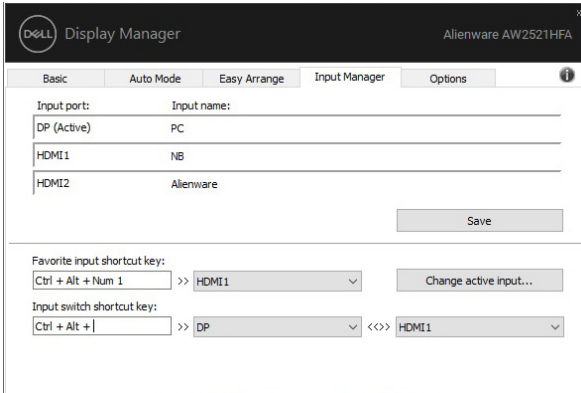 DELL Display Manager Alienware AW2521HFA
Basic Auto Mode Easy Arrange Input Manager Options
Input port: Input name:
DP (Active) PC
HDMI1 NB
HDMI2 Alienware
Save
Favorite input shortcut key:
Ctrl + Alt + Num 1 >> HDMI1 Change active input...
Input switch shortcut key:
Ctrl + Alt + >> DP <<>> HDMI1